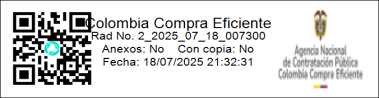 Colombia Compra Eficiente
Rad No. 2_2025_07_18_007300
Anexos: No Con copia: No
Fecha: 18/07/2025 21:32:31
Agencia Nacional
de Contratación Pública
Colombia Compra Eficiente